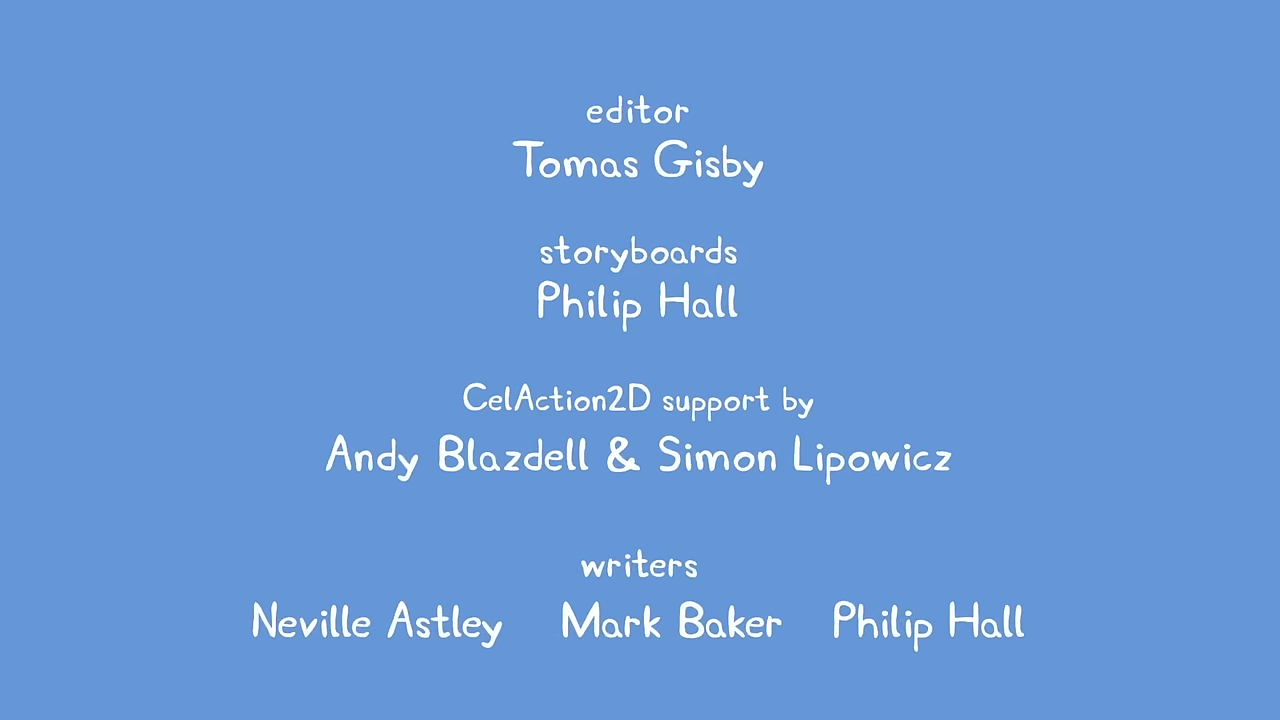 editor
Tomas Gisby
storyboards
Philip Hall
CelAction2D support by
Andy Blazdell & Simon Lipowicz
writers
Neville Astley Mark Baker Philip Hall